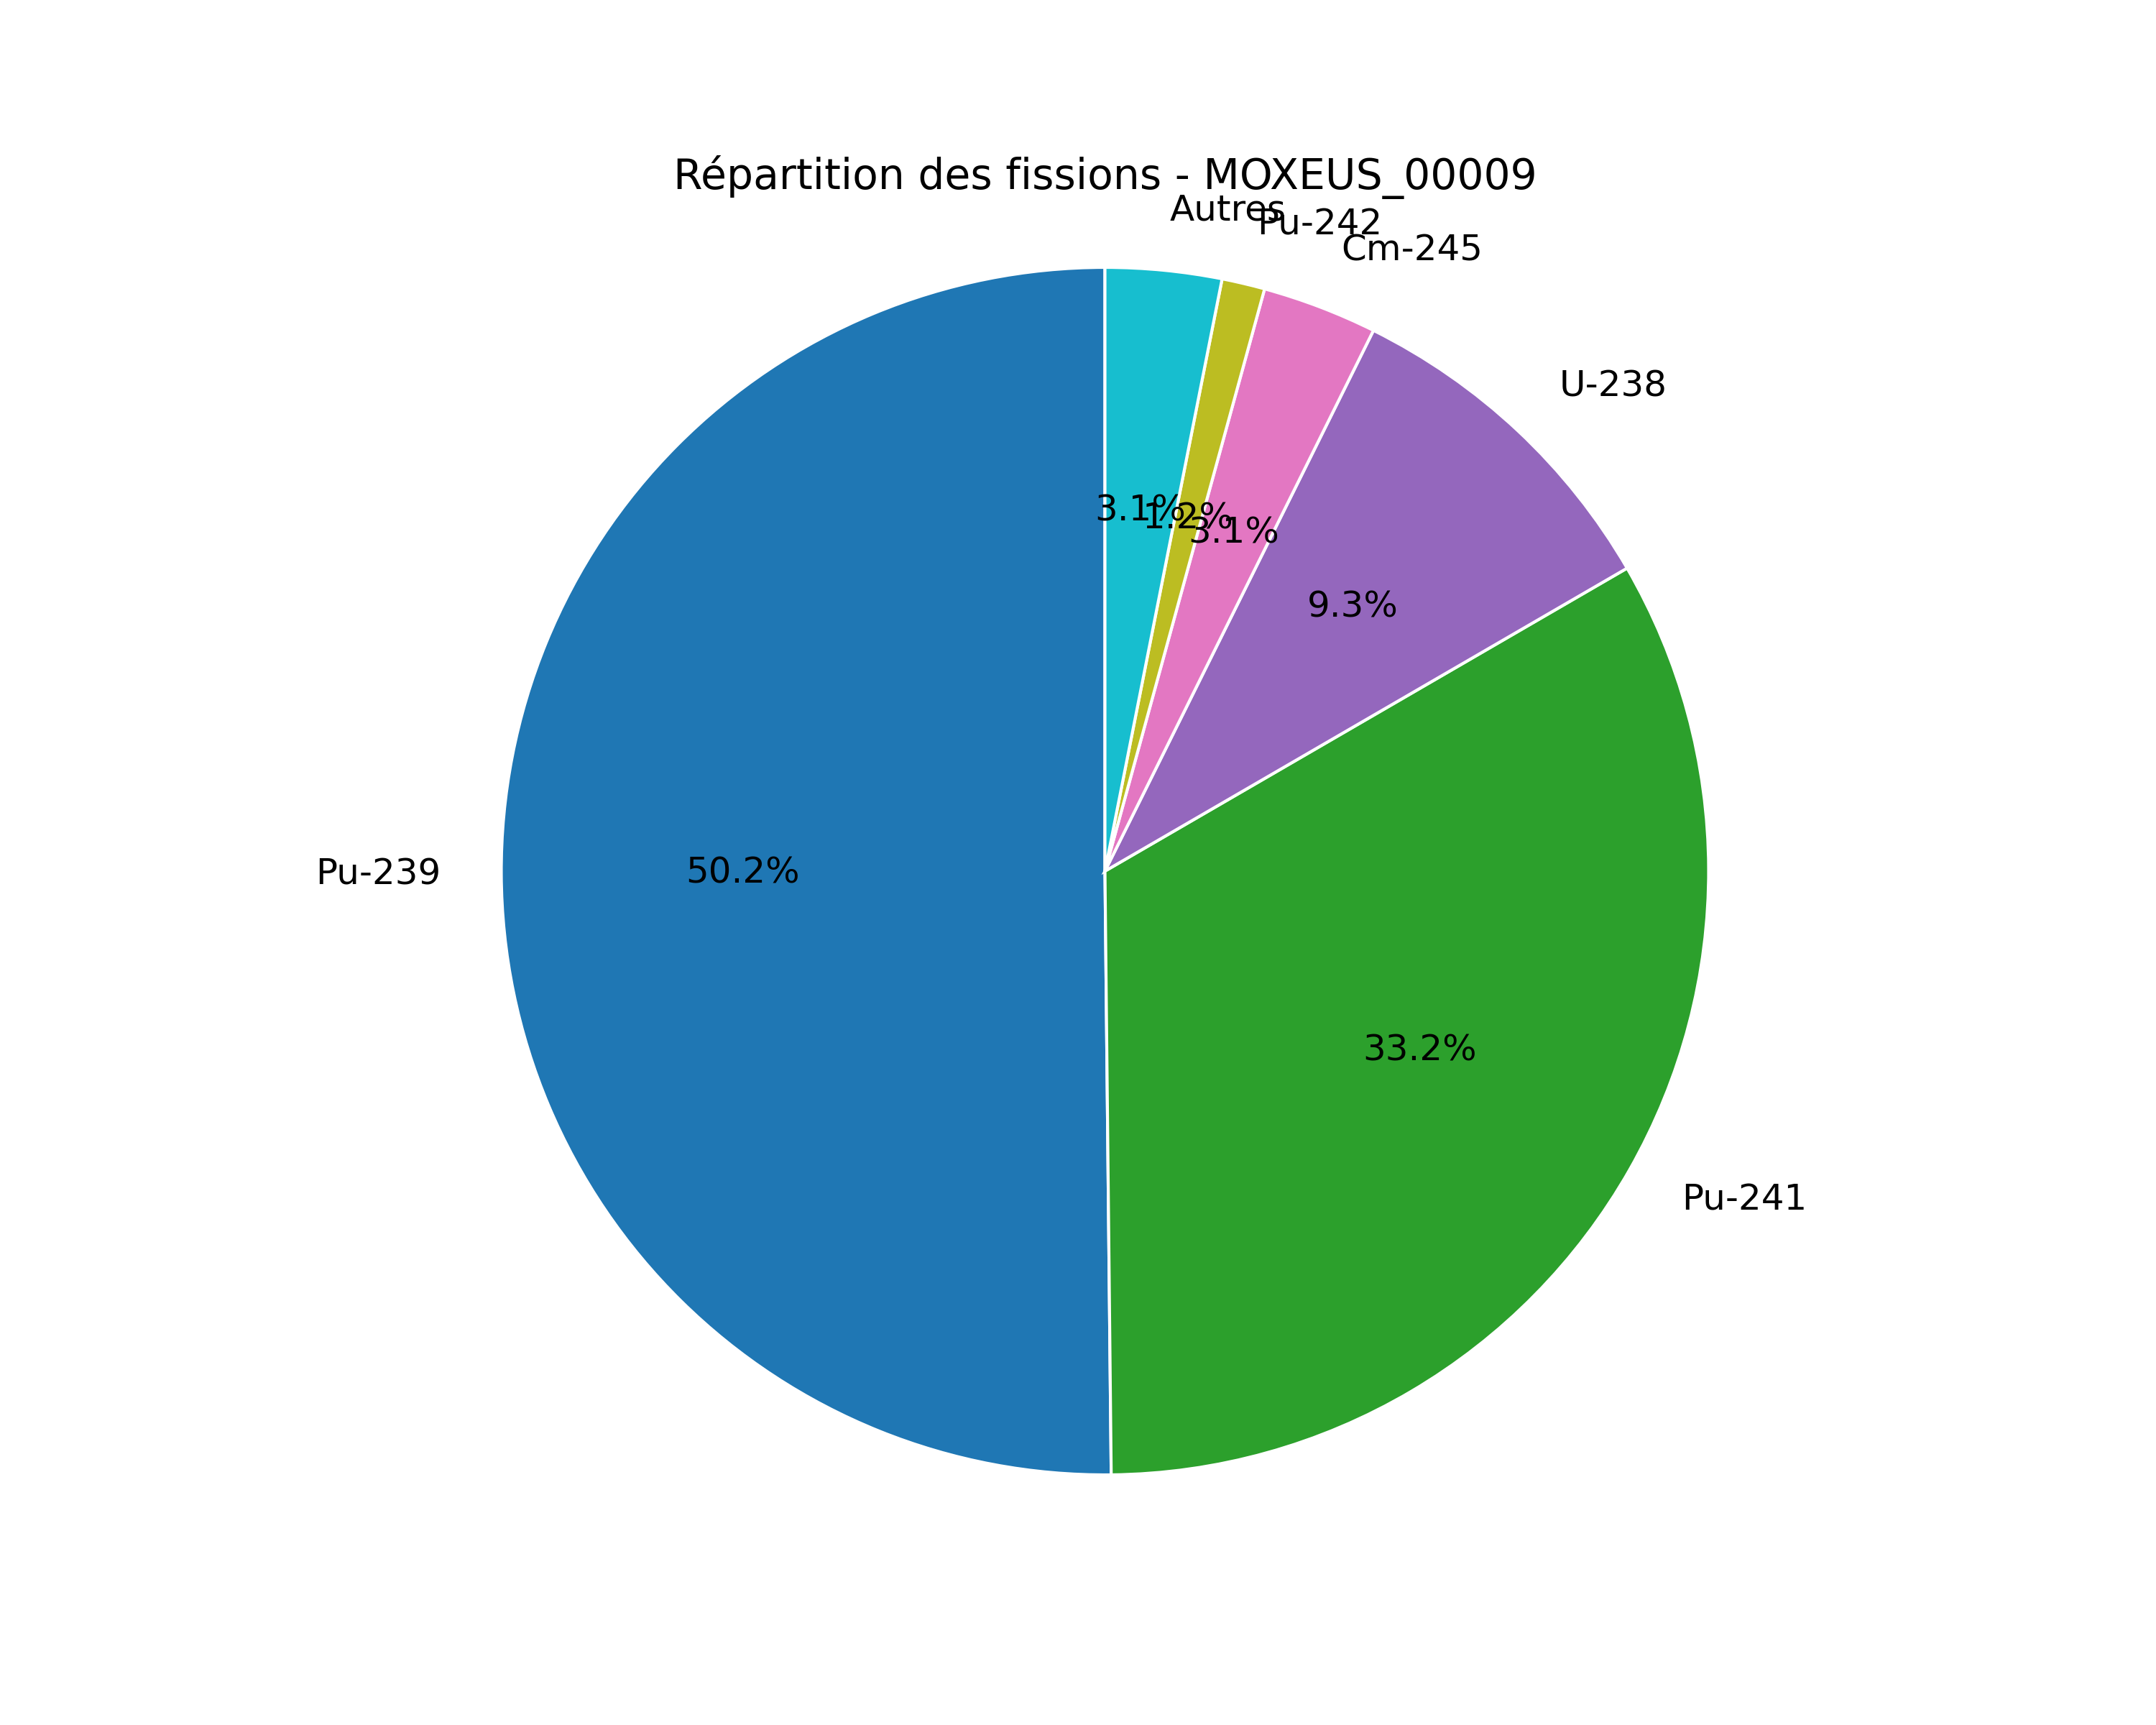 Répartition des fissions - MOXEUS_00009
Autres
Pu-242
Cm-245
U-238
3.1%
1.2%
3.1%
9.3%
Pu-239
50.2%
33.2%
Pu-241